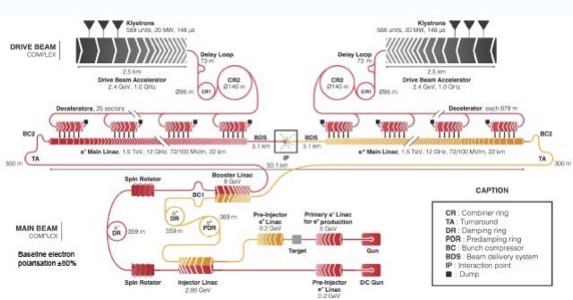 Klystrons
588 units, 20 MW, 148 µs
Klystrons
588 units, 20 MW, 148 µs
DRIVE BEAM
COMPLEX
Delay Loop
73 m
Delay Loop
73 m
2.5 km
2.5 km
Drive Beam Accelerator
2.4 GeV, 1.0 GHz
CR2
Ø140 m
CR1
Ø95 m
CR2
Ø140 m
CR1
Ø95 m
Drive Beam Accelerator
2.4 GeV, 1.0 GHz
Decelerators, 25 sectors
Decelerator each 878 m
BC2
BDS
3.1 km
BDS
3.1 km
BC2
TA
300 m
e⁻ Main Linac, 1.5 TeV, 12 GHz, 72/100 MV/m, 22 km
IP
50.1 km
e⁺ Main Linac, 1.5 TeV, 12 GHz, 72/100 MV/m, 22 km
TA
300 m
Spin Rotator
Booster Linac
9 GeV
BC1
MAIN BEAM
COMPLEX
e⁻
DR
359 m
e⁺
DR
359 m
e⁺
PDR
389 m
Pre-Injector
e⁺ Linac
0.2 GeV
Primary e⁻ Linac
for e⁺ production
5 GeV
Target
Gun
Baseline electron
polarisation ±80%
Spin Rotator
Injector Linac
2.86 GeV
Pre-Injector
e⁻ Linac
0.2 GeV
DC Gun
CAPTION
CR : Combiner ring
TA : Turnaround
DR : Damping ring
PDR : Predamping ring
BC : Bunch compressor
BDS : Beam delivery system
IP : Interaction point
: Dump